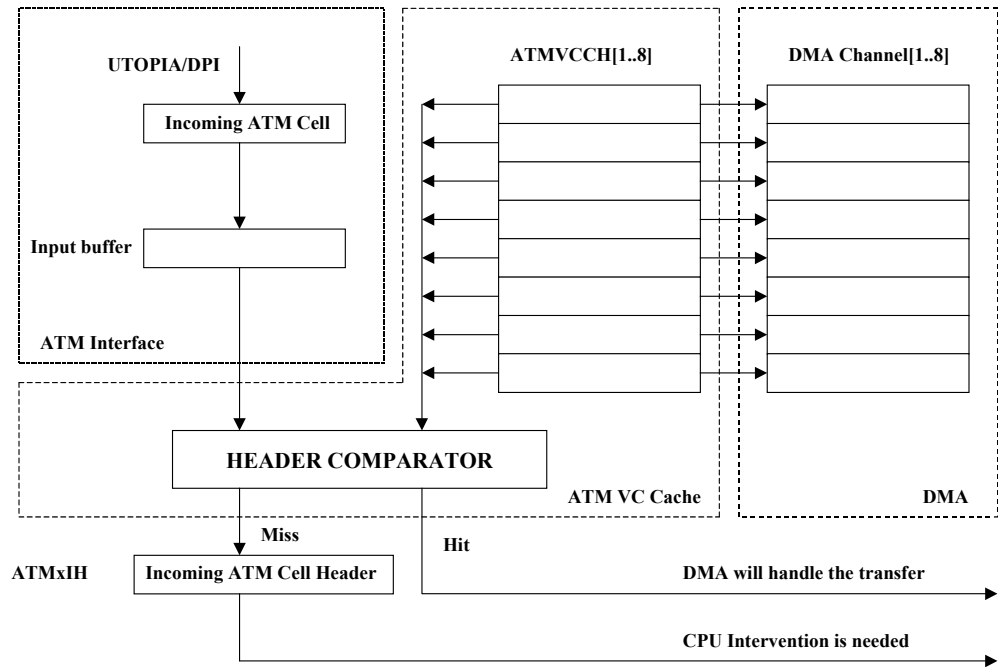 UTOPIA/DPI
Incoming ATM Cell
Input buffer
ATM Interface
ATMVCCH[1..8]
DMA Channel[1..8]
HEADER COMPARATOR
ATM VC Cache
DMA
Miss
Hit
ATMxIH
Incoming ATM Cell Header
DMA will handle the transfer
CPU Intervention is needed